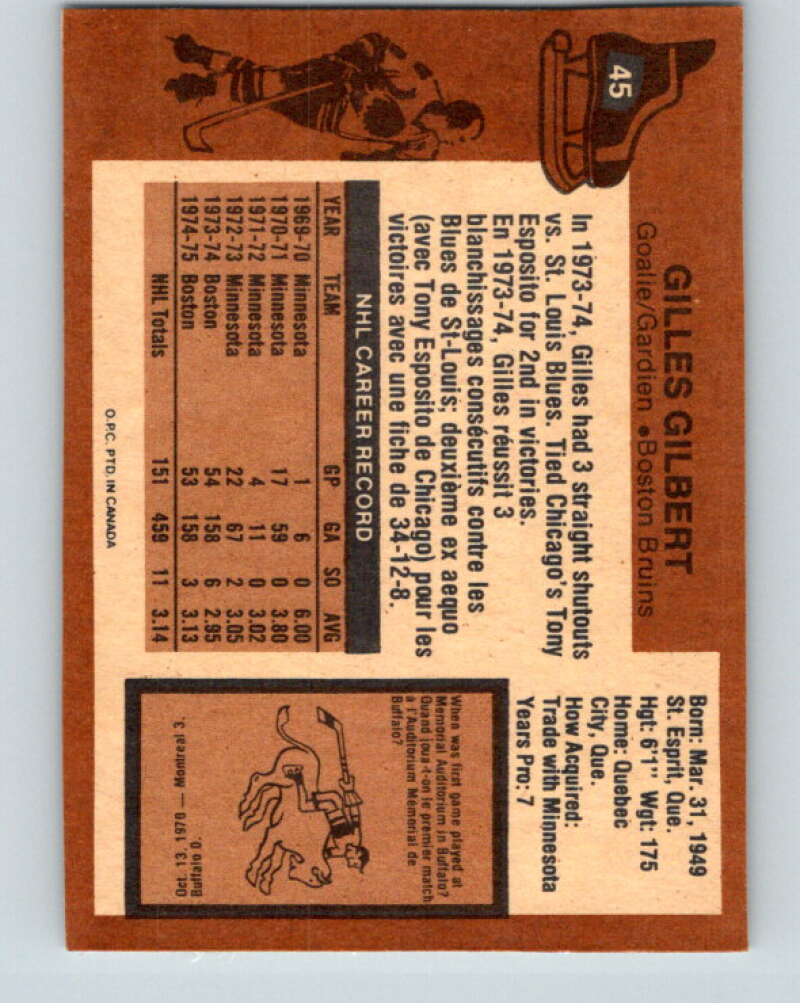 45
GILLES GILBERT
Goalie/Gardien • Boston Bruins
In 1973-74, Gilles had 3 straight shutouts
vs. St. Louis Blues. Tied Chicago's Tony
Esposito for 2nd in victories.
En 1973-74, Gilles réussit 3
blanchissages consécutifs contre les
Blues de St-Louis; deuxième ex aequo
(avec Tony Esposito de Chicago) pour les
victoires avec une fiche de 34-12-8.
Born: Mar. 31, 1949
St. Esprit, Que.
Hgt: 6'1", Wgt: 175
Home: Quebec
City, Que.
How Acquired:
Trade with Minnesota
Years Pro: 7
NHL CAREER RECORD
YEAR TEAM GP GA SO AVG
1969-70 Minnesota 1 6 0 6.00
1970-71 Minnesota 17 59 0 3.80
1971-72 Minnesota 4 11 0 3.02
1972-73 Minnesota 22 67 2 3.05
1973-74 Boston 54 158 6 2.95
1974-75 Boston 53 158 3 3.13
NHL Totals 151 459 11 3.14
When was first game played at
Memorial Auditorium in Buffalo?
Quand joua-t-on le premier match
à l'Auditorium Mémorial de
Buffalo?
Oct. 13, 1970 — Montreal 3,
Buffalo 0.
O.P.C. PTD. IN CANADA